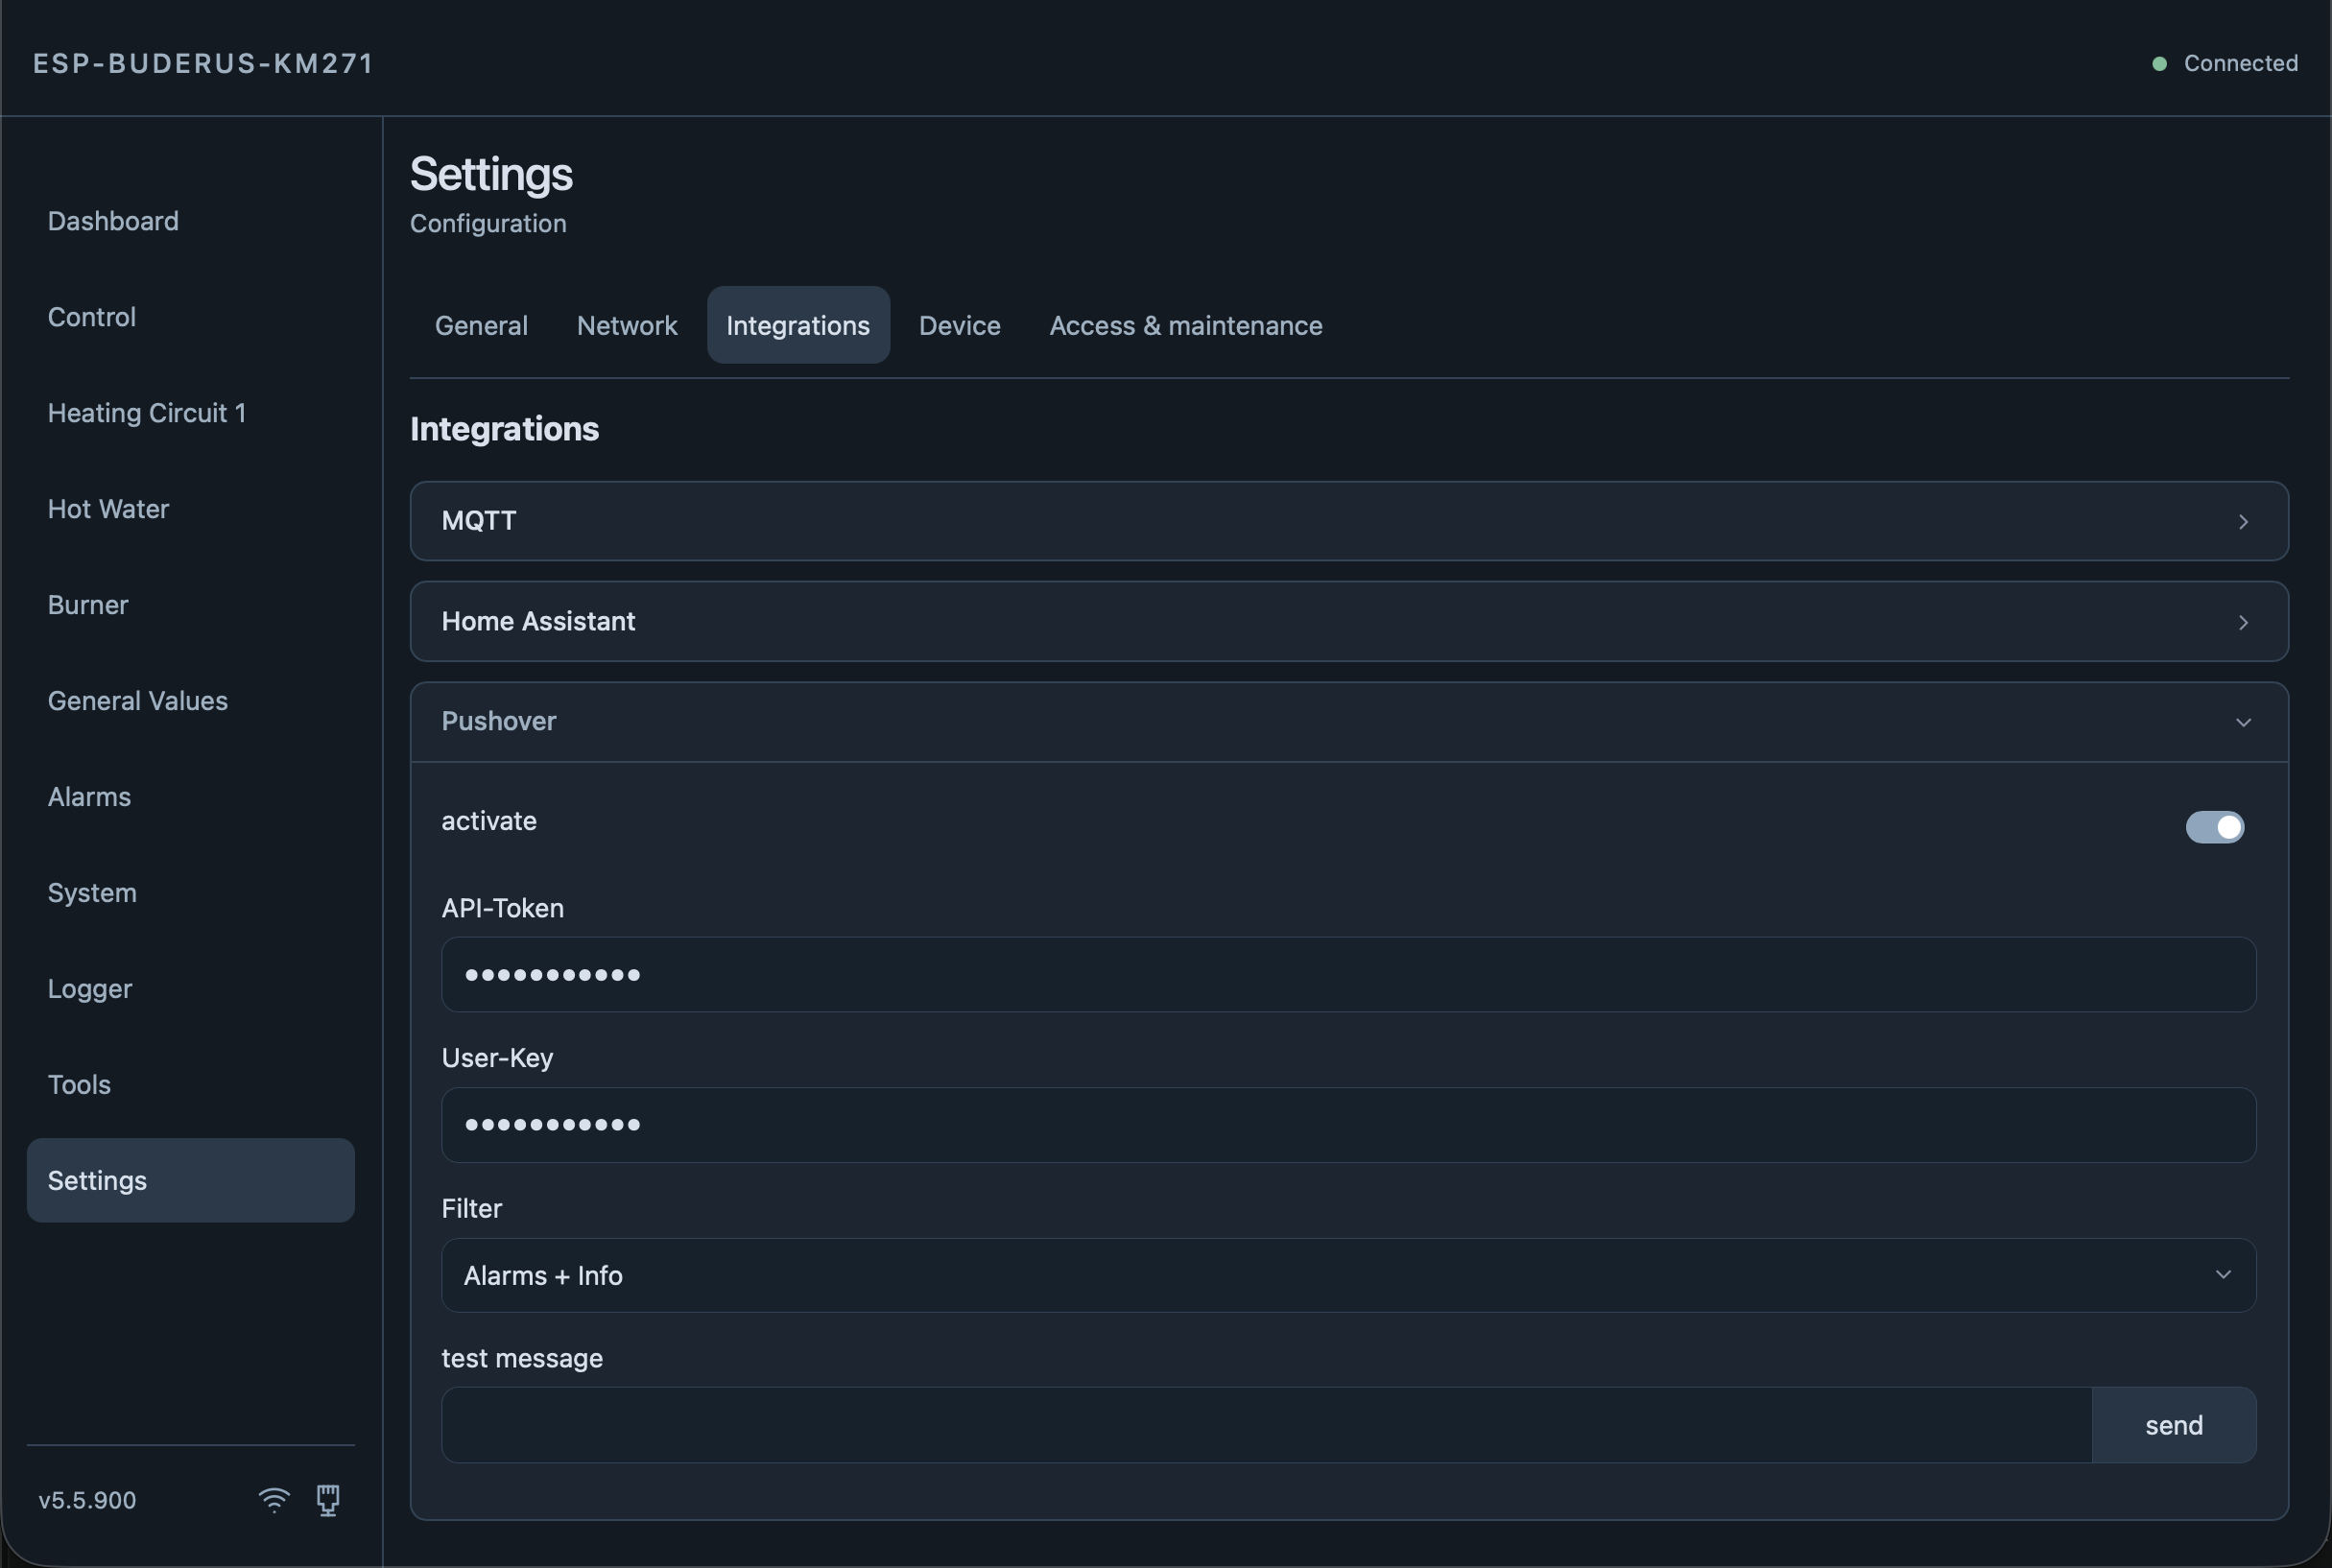 ESP-BUDERUS-KM271
Connected
Dashboard
Control
Heating Circuit 1
Hot Water
Burner
General Values
Alarms
System
Logger
Tools
Settings
v5.5.900
Settings
Configuration
General Network Integrations Device Access & maintenance
Integrations
MQTT
Home Assistant
Pushover
activate
API-Token
•••••••••••
User-Key
•••••••••••
Filter
Alarms + Info
test message
send